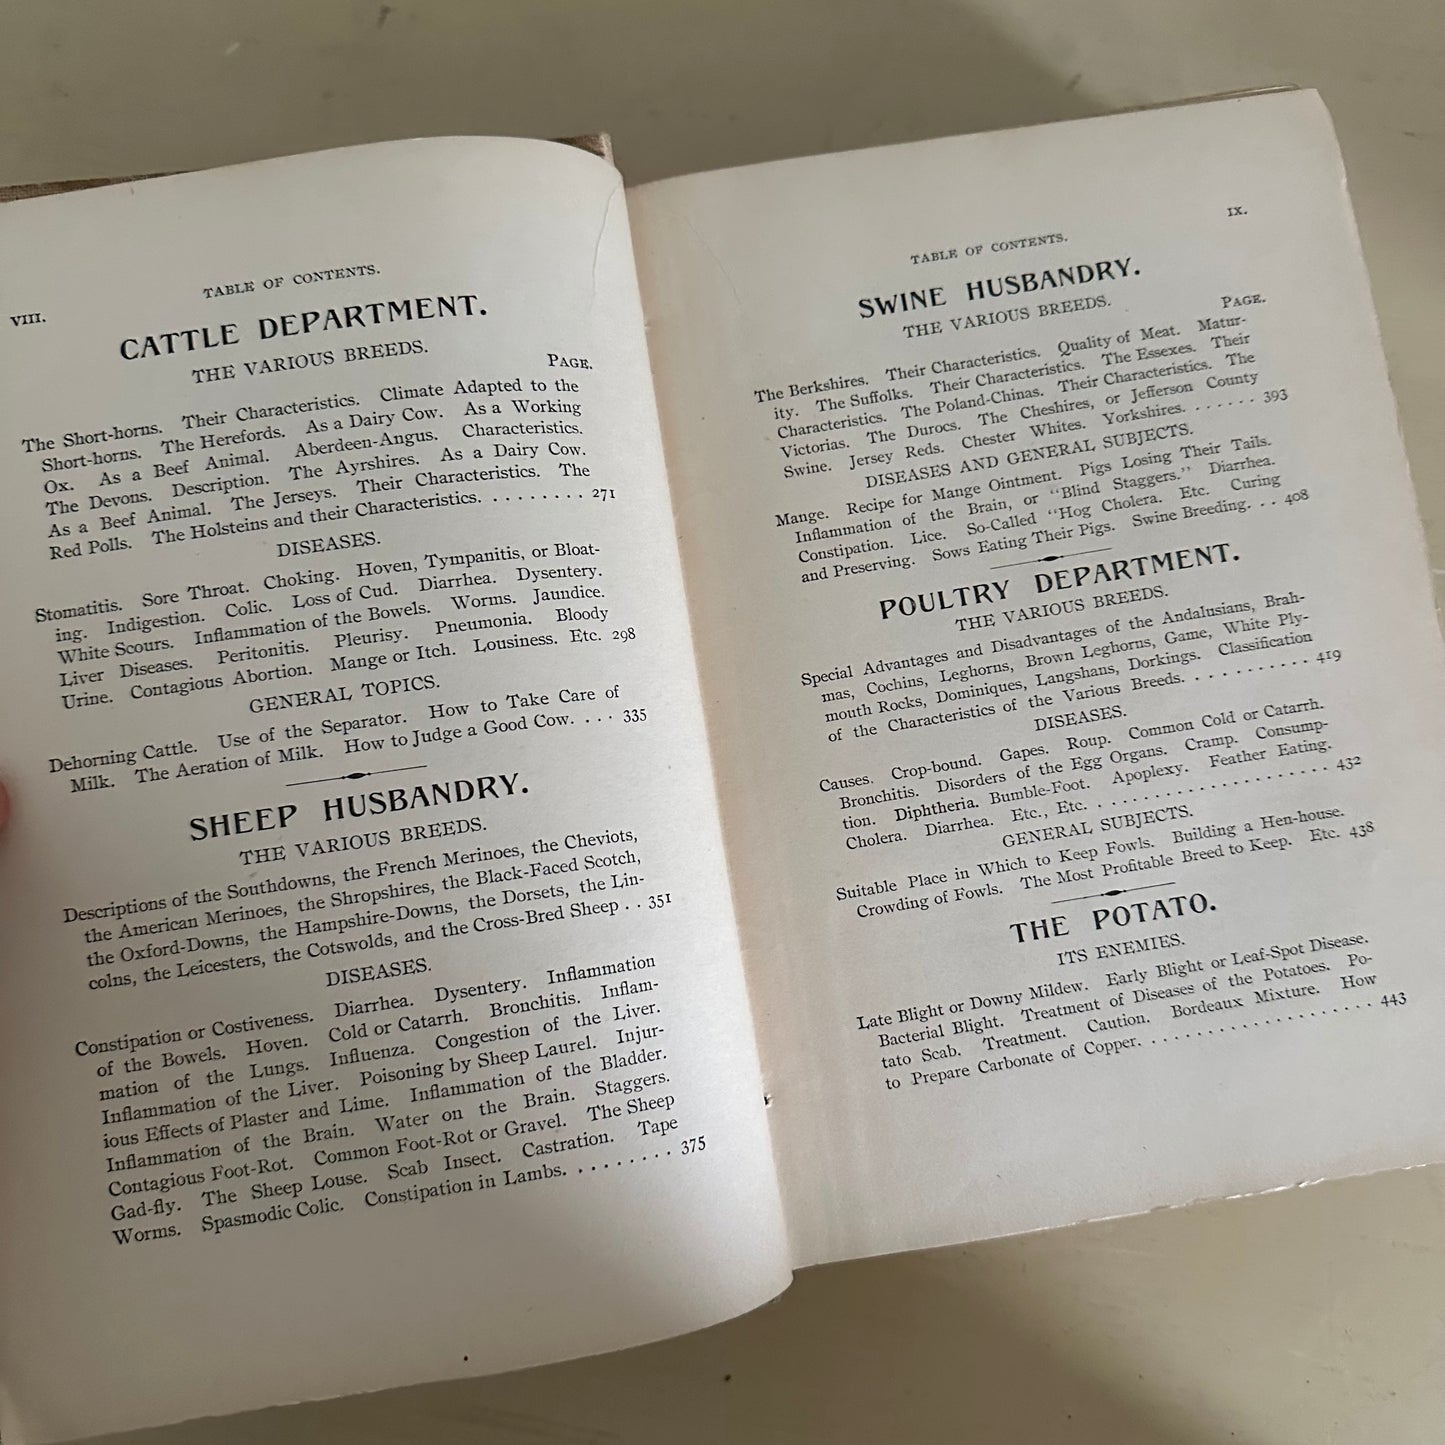 VIII.
TABLE OF CONTENTS.
CATTLE DEPARTMENT.
THE VARIOUS BREEDS.
PAGE.
The Short-horns. Their Characteristics. Climate Adapted to the
Short-horns. The Herefords. As a Dairy Cow. As a Working
Ox. As a Beef Animal. Aberdeen-Angus. Characteristics.
The Devons. Description. The Ayrshires. As a Dairy Cow.
As a Beef Animal. The Jerseys. Their Characteristics. The
Red Polls. The Holsteins and their Characteristics. . . . . . . . . 271
DISEASES.
Stomatitis. Sore Throat. Choking. Hoven, Tympanitis, or Bloat-
ing. Indigestion. Colic. Loss of Cud. Diarrhea. Dysentery.
White Scours. Inflammation of the Bowels. Worms. Jaundice.
Liver Diseases. Peritonitis. Pleurisy. Pneumonia. Bloody
Urine. Contagious Abortion. Mange or Itch. Lousiness. Etc. 298
GENERAL TOPICS.
Dehorning Cattle. Use of the Separator. How to Take Care of
Milk. The Aeration of Milk. How to Judge a Good Cow. . . . 335
SHEEP HUSBANDRY.
THE VARIOUS BREEDS.
Descriptions of the Southdowns, the French Merinoes, the Cheviots,
the American Merinoes, the Shropshires, the Black-Faced Scotch,
the Oxford-Downs, the Hampshire-Downs, the Dorsets, the Lin-
colns, the Leicesters, the Cotswolds, and the Cross-Bred Sheep . . 351
DISEASES.
Constipation or Costiveness. Diarrhea. Dysentery. Inflammation
of the Bowels. Hoven. Cold or Catarrh. Bronchitis. Inflam-
mation of the Lungs. Influenza. Congestion of the Liver.
Inflammation of the Liver. Poisoning by Sheep Laurel. Injur-
ious Effects of Plaster and Lime. Inflammation of the Bladder.
Inflammation of the Brain. Water on the Brain. Staggers.
Contagious Foot-Rot. Common Foot-Rot or Gravel. The Sheep
Gad-fly. The Sheep Louse. Scab Insect. Castration. Tape
Worms. Spasmodic Colic. Constipation in Lambs. . . . . . . . . 375
IX.
TABLE OF CONTENTS.
SWINE HUSBANDRY.
THE VARIOUS BREEDS.
PAGE.
The Berkshires. Their Characteristics. Quality of Meat. Matur-
ity. The Suffolks. Their Characteristics. The Essexes. Their
Characteristics. The Poland-Chinas. Their Characteristics. The
Victorias. The Durocs. The Cheshires, or Jefferson County
Swine. Jersey Reds. Chester Whites. Yorkshires. . . . . . . 393
DISEASES AND GENERAL SUBJECTS.
Mange. Recipe for Mange Ointment. Pigs Losing Their Tails.
Inflammation of the Brain, or "Blind Staggers." Diarrhea.
Constipation. Lice. So-Called "Hog Cholera. Etc. Curing
and Preserving. Sows Eating Their Pigs. Swine Breeding. . . 408
POULTRY DEPARTMENT.
THE VARIOUS BREEDS.
Special Advantages and Disadvantages of the Andalusians, Brah-
mas, Cochins, Leghorns, Brown Leghorns, Game, White Ply-
mouth Rocks, Dominiques, Langshans, Dorkings. Classification
of the Characteristics of the Various Breeds. . . . . . . . . . . 419
DISEASES.
Causes. Crop-bound. Gapes. Roup. Common Cold or Catarrh.
Bronchitis. Disorders of the Egg Organs. Cramp. Consump-
tion. Diphtheria. Bumble-Foot. Apoplexy. Feather Eating.
Cholera. Diarrhea. Etc., Etc. . . . . . . . . . . . . . . . . . . . 432
GENERAL SUBJECTS.
Suitable Place in Which to Keep Fowls. Building a Hen-house.
Crowding of Fowls. The Most Profitable Breed to Keep. Etc. 438
THE POTATO.
ITS ENEMIES.
Late Blight or Downy Mildew. Early Blight or Leaf-Spot Disease.
Bacterial Blight. Treatment of Diseases of the Potatoes. Po-
tato Scab. Treatment. Caution. Bordeaux Mixture. How
to Prepare Carbonate of Copper. . . . . . . . . . . . . . . . . . 443